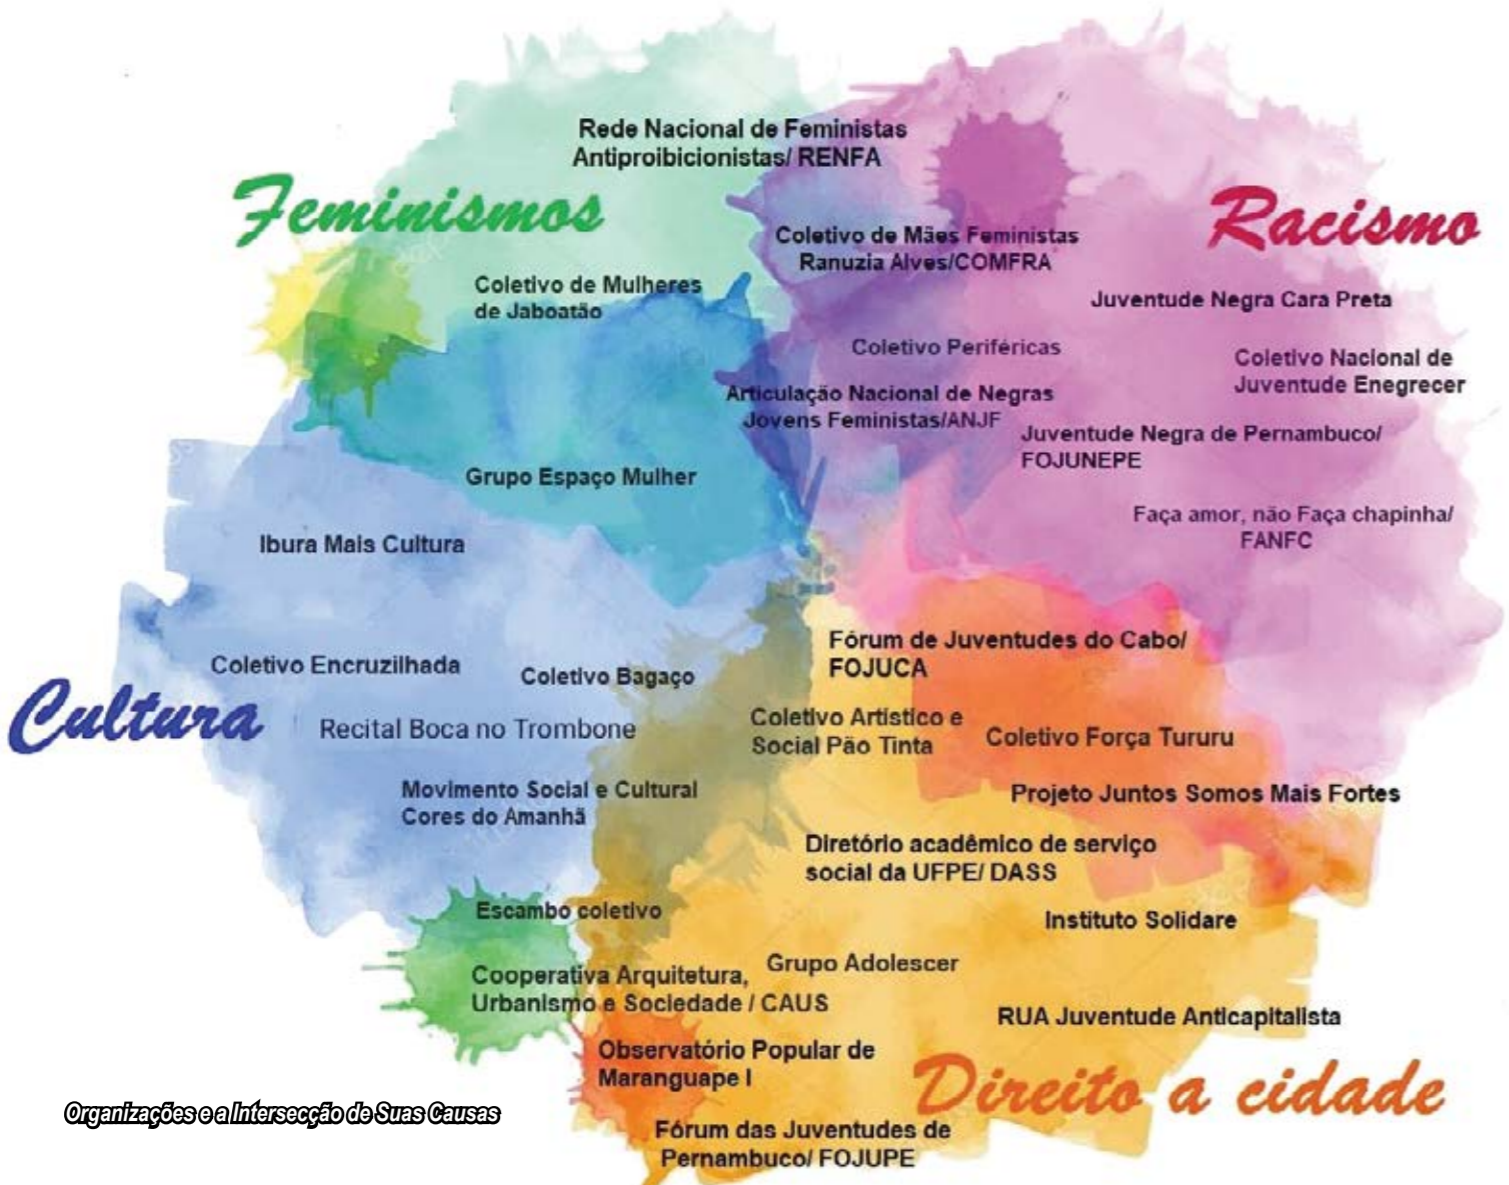 Rede Nacional de Feministas
Antiproibicionistas/ RENFA
Feminismos
Racismo
Coletivo de Mães Feministas
Ranuzia Alves/COMFRA
Coletivo de Mulheres
de Jaboatão
Juventude Negra Cara Preta
Coletivo Periféricas
Coletivo Nacional de
Juventude Enegrecer
Articulação Nacional de Negras
Jovens Feministas/ANJF
Juventude Negra de Pernambuco/
FOJUNEPE
Grupo Espaço Mulher
Faça amor, não Faça chapinha/
FANFC
Ibura Mais Cultura
Fórum de Juventudes do Cabo/
FOJUCA
Coletivo Encruzilhada
Coletivo Bagaço
Cultura
Recital Boca no Trombone
Coletivo Artístico e
Social Pão Tinta
Coletivo Força Tururu
Movimento Social e Cultural
Cores do Amanhã
Projeto Juntos Somos Mais Fortes
Diretório acadêmico de serviço
social da UFPE/ DASS
Escambo coletivo
Instituto Solidare
Grupo Adolescer
Cooperativa Arquitetura,
Urbanismo e Sociedade / CAUS
RUA Juventude Anticapitalista
Observatório Popular de
Maranguape I
Direito a cidade
Organizações e a Intersecção de Suas Causas
Fórum das Juventudes de
Pernambuco/ FOJUPE